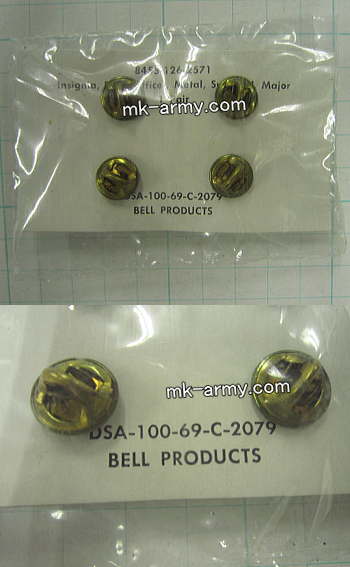 8455-126-2571
Insignia, Metal, Major
mk-army.com
DSA-100-69-C-2079
BELL PRODUCTS
mk-army.com
DSA-100-69-C-2079
BELL PRODUCTS